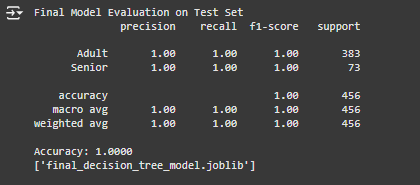 Final Model Evaluation on Test Set
precision recall f1-score support
Adult 1.00 1.00 1.00 383
Senior 1.00 1.00 1.00 73
accuracy 1.00 456
macro avg 1.00 1.00 1.00 456
weighted avg 1.00 1.00 1.00 456
Accuracy: 1.0000
['final_decision_tree_model.joblib']